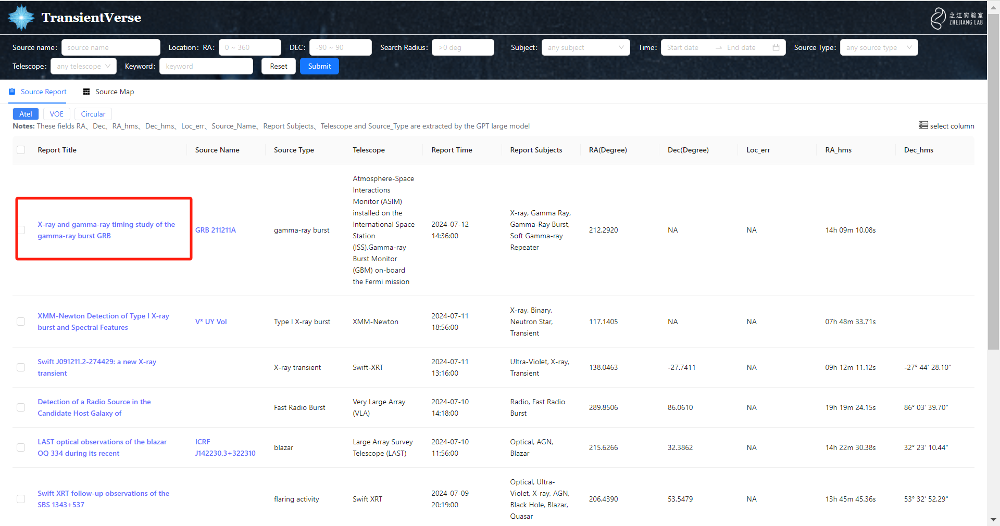 TransientVerse
之江实验室
ZHEJIANG LAB
Source name: source name Location: RA: 0 ~ 360 DEC: -90 ~ 90 Search Radius: >0 deg Subject: any subject Time: Start date → End date Source Type: any source type
Telescope: any telescope Keyword: keyword Reset Submit
Source Report Source Map
Atel VOE Circular
Notes: These fields RA、Dec、RA_hms、Dec_hms、Loc_err、Source_Name、Report Subjects、Telescope and Source_Type are extracted by the GPT large model
select column
Report Title Source Name Source Type Telescope Report Time Report Subjects RA(Degree) Dec(Degree) Loc_err RA_hms Dec_hms
X-ray and gamma-ray timing study of the
gamma-ray burst GRB
GRB 211211A
gamma-ray burst
Atmosphere-Space
Interactions
Monitor (ASIM)
installed on the
International Space
Station
(ISS),Gamma-ray
Burst Monitor
(GBM) on-board
the Fermi mission
2024-07-12
14:36:00
X-ray, Gamma Ray,
Gamma-Ray Burst,
Soft Gamma-ray
Repeater
212.2920
NA
NA
14h 09m 10.08s
XMM-Newton Detection of Type I X-ray
burst and Spectral Features
V* UY Vol
Type I X-ray burst
XMM-Newton
2024-07-11
18:56:00
X-ray, Binary,
Neutron Star,
Transient
117.1405
NA
NA
07h 48m 33.71s
Swift J091211.2-274429: a new X-ray
transient
X-ray transient
Swift-XRT
2024-07-11
13:16:00
Ultra-Violet, X-ray,
Transient
138.0463
-27.7411
NA
09h 12m 11.12s
-27° 44' 28.10"
Detection of a Radio Source in the
Candidate Host Galaxy of
Fast Radio Burst
Very Large Array
(VLA)
2024-07-10
14:18:00
Radio, Fast Radio
Burst
289.8506
86.0610
NA
19h 19m 24.15s
86° 03' 39.70"
LAST optical observations of the blazar
OQ 334 during its recent
ICRF
J142230.3+322310
blazar
Large Array Survey
Telescope (LAST)
2024-07-10
11:56:00
Optical, AGN,
Blazar
215.6266
32.3862
NA
14h 22m 30.38s
32° 23' 10.44"
Swift XRT follow-up observations of the
SBS 1343+537
flaring activity
Swift XRT
2024-07-09
20:19:00
Optical, Ultra-
Violet, X-ray, AGN,
Black Hole, Blazar,
Quasar
206.4390
53.5479
NA
13h 45m 45.36s
53° 32' 52.29"